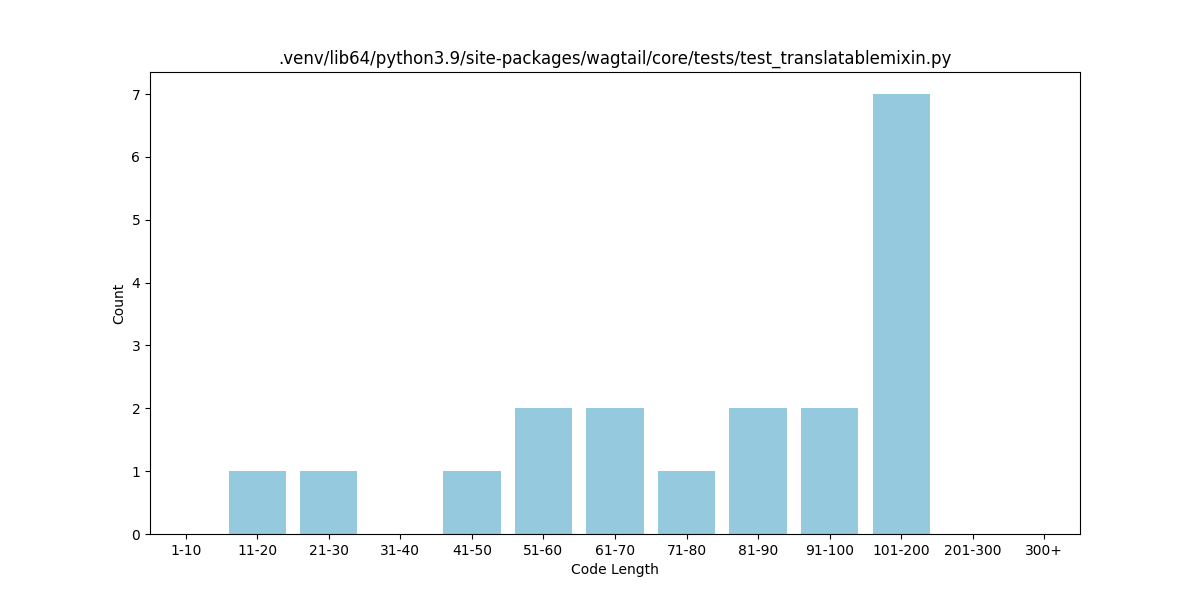 .venv/lib64/python3.9/site-packages/wagtail/core/tests/test_translatablemixin.py
7
6
5
4
3
2
1
0
Count
1-10 11-20 21-30 31-40 41-50 51-60 61-70 71-80 81-90 91-100 101-200 201-300 300+
Code Length